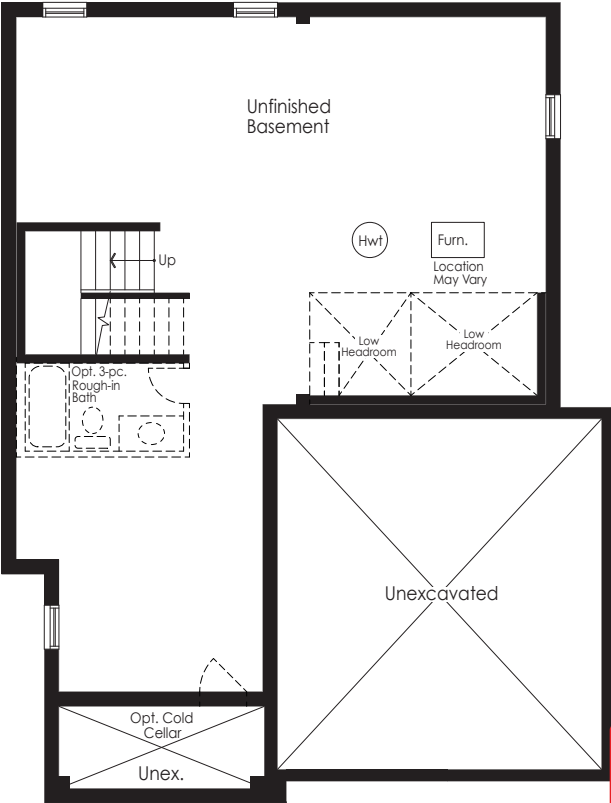 Unfinished
Basement
Hwt
Furn.
Location
May Vary
Up
Low
Headroom
Low
Headroom
Opt. 3-pc.
Rough-in
Bath
Unexcavated
Opt. Cold
Cellar
Unex.